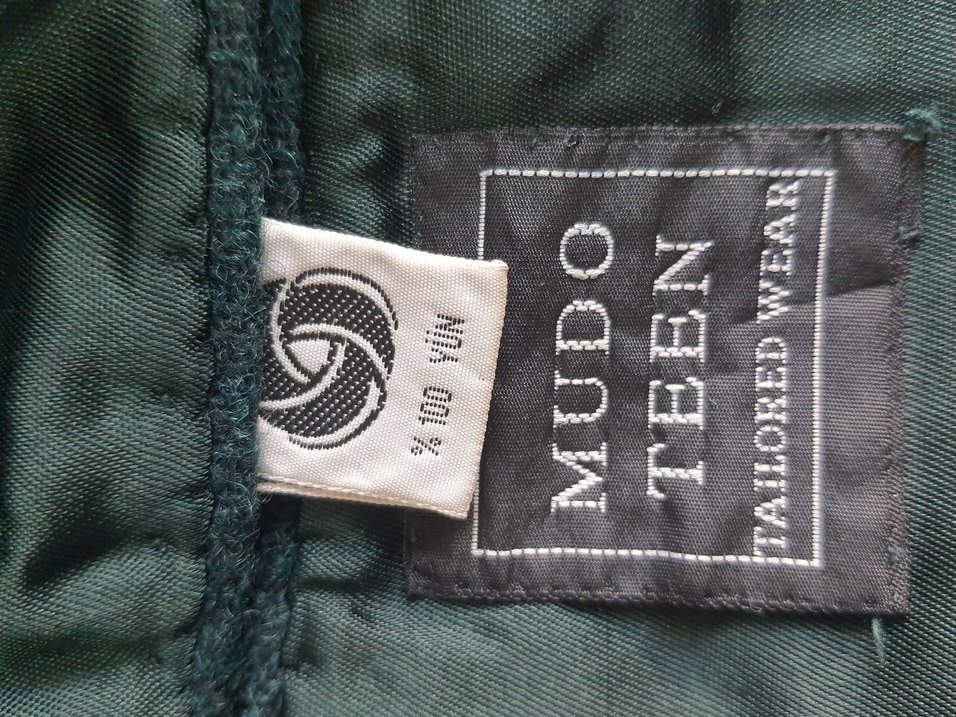 % 100 YÜN
MUDO
TEEN
TAILORED WEAR